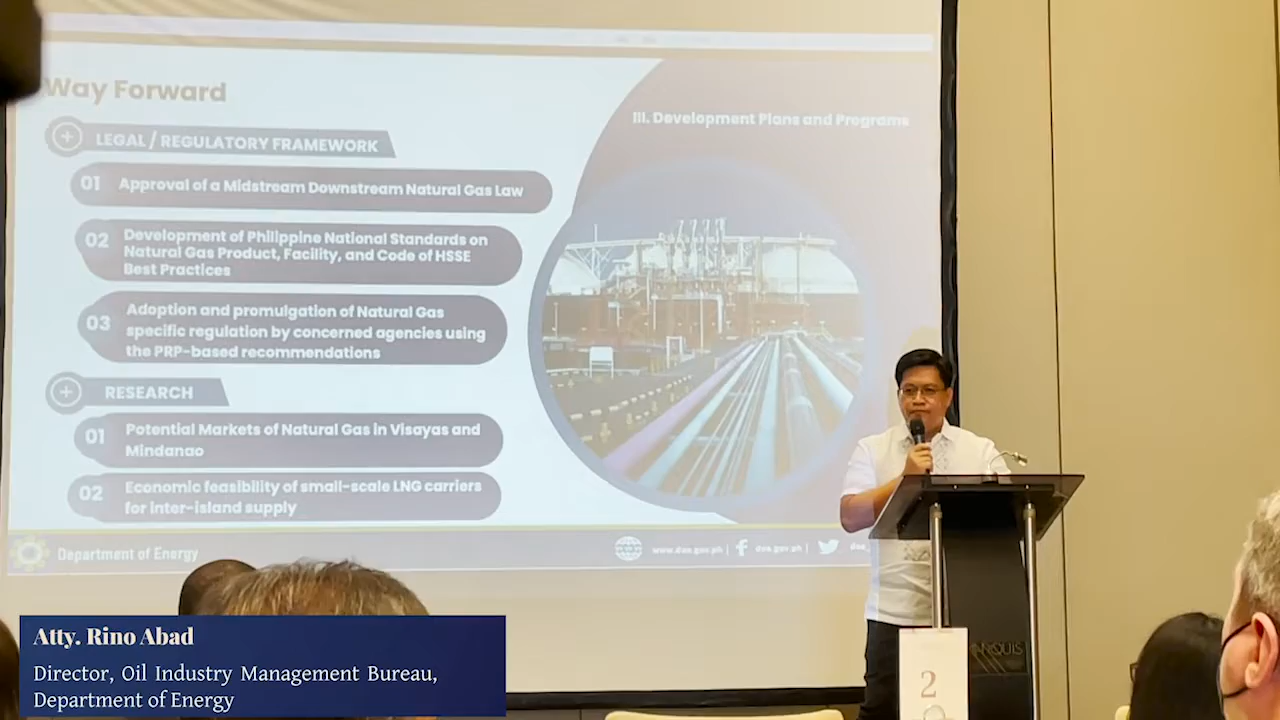 Way Forward
III. Development Plans and Programs
LEGAL / REGULATORY FRAMEWORK
01 Approval of a Midstream Downstream Natural Gas Law
02 Development of Philippine National Standards on
Natural Gas Product, Facility, and Code of HSSE
Best Practices
03 Adoption and promulgation of Natural Gas
specific regulation by concerned agencies using
the PRP-based recommendations
RESEARCH
01 Potential Markets of Natural Gas in Visayas and
Mindanao
02 Economic feasibility of small-scale LNG carriers
for inter-island supply
Department of Energy
www.doe.gov.ph | doe.gov.ph |
Atty. Rino Abad
Director, Oil Industry Management Bureau,
Department of Energy
2